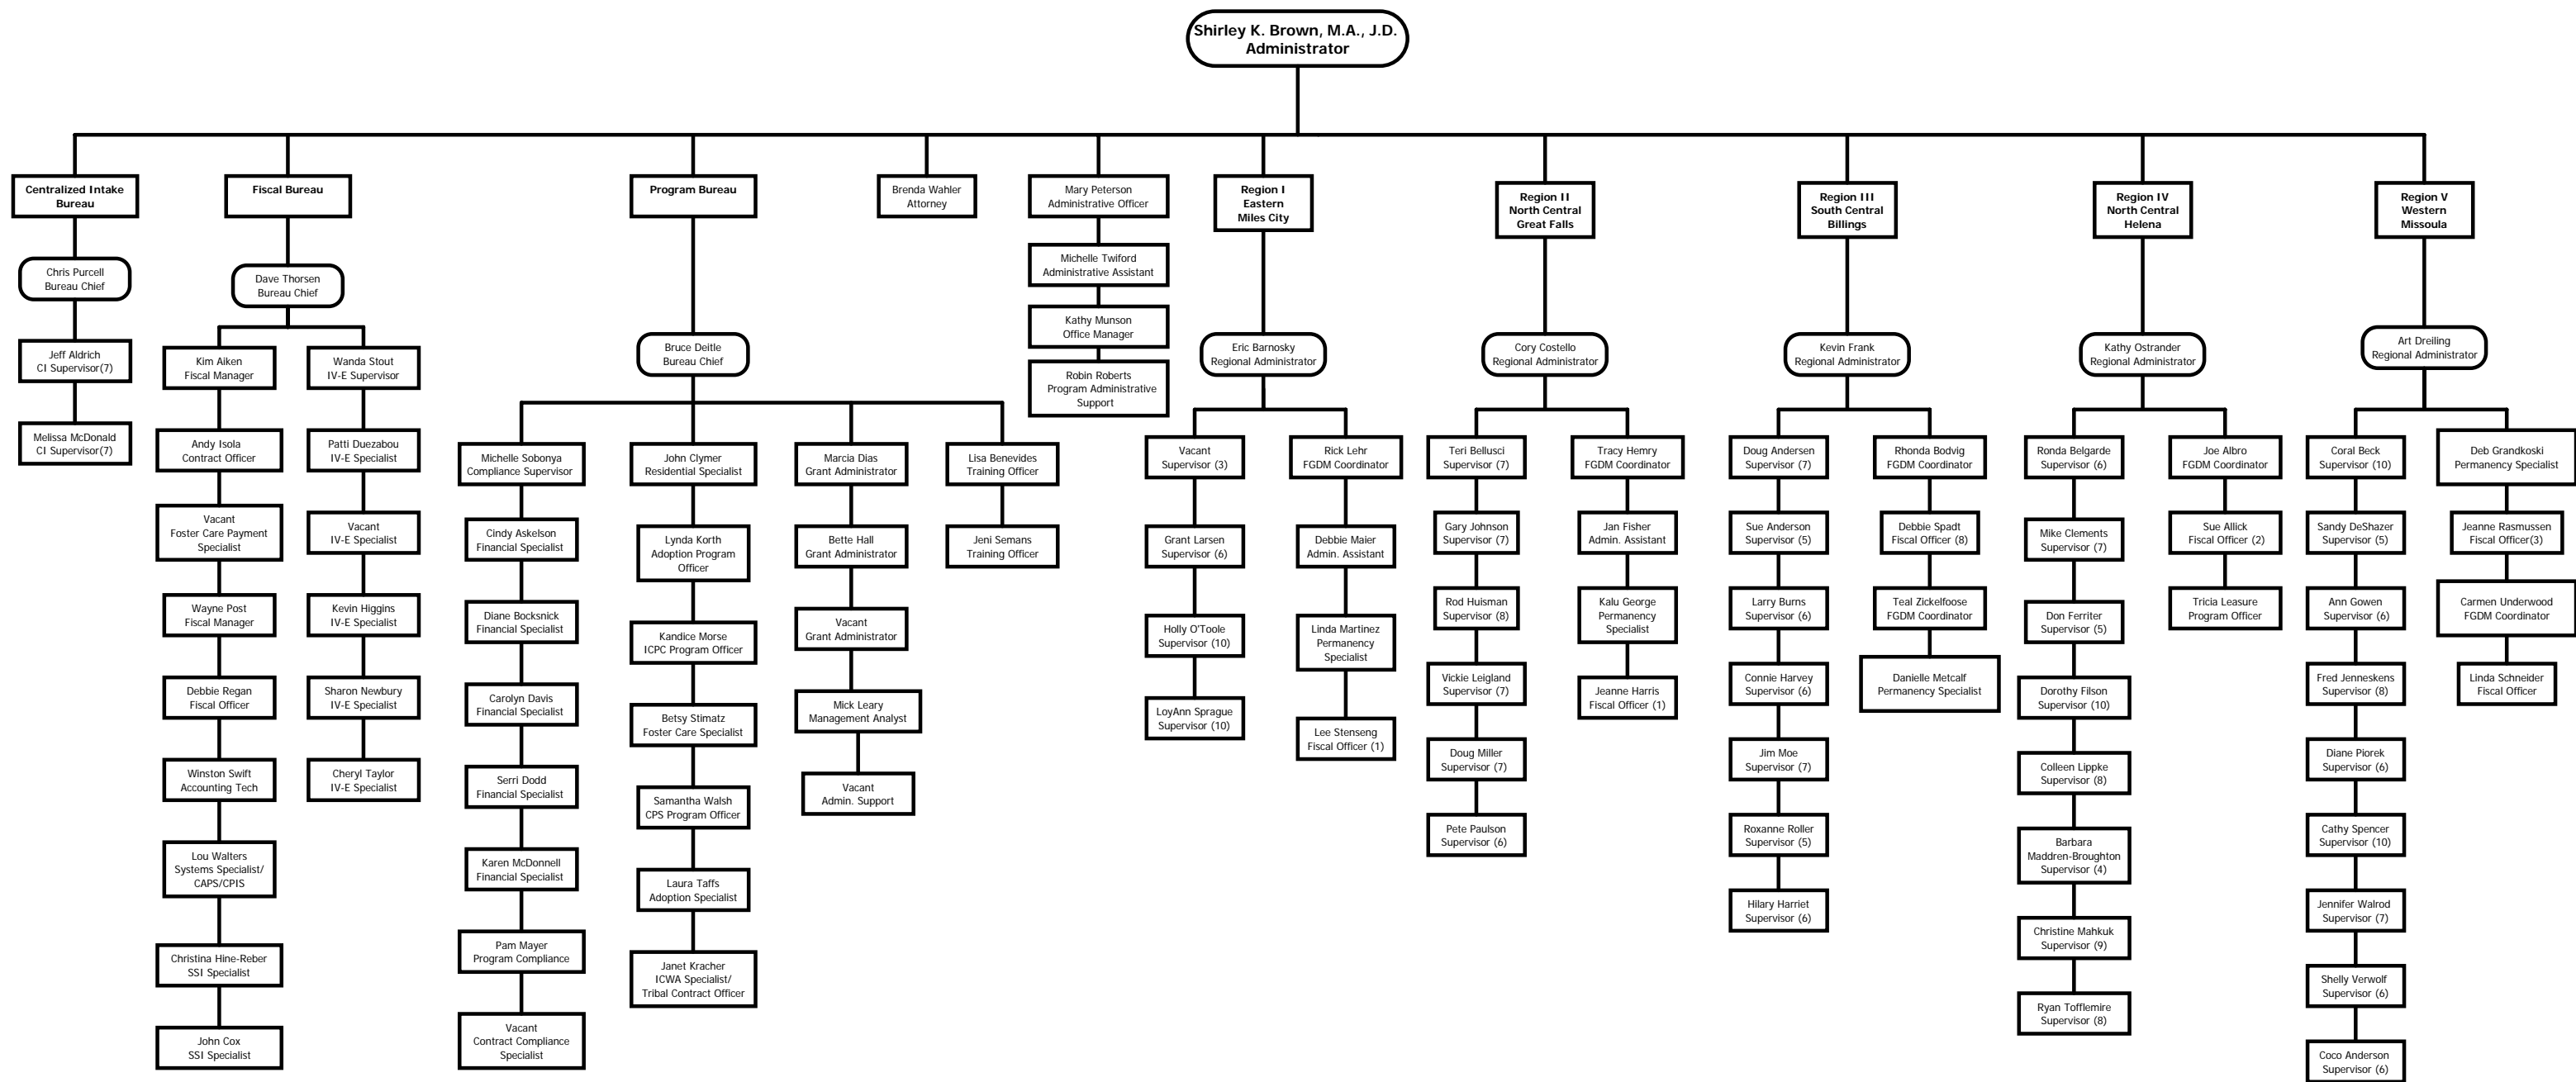 Shirley K. Brown, M.A., J.D.
Administrator
Centralized Intake
Bureau
Chris Purcell
Bureau Chief
Jeff Aldrich
CI Supervisor(7)
Melissa McDonald
CI Supervisor(7)
Fiscal Bureau
Dave Thorsen
Bureau Chief
Kim Aiken
Fiscal Manager
Andy Isola
Contract Officer
Vacant
Foster Care Payment
Specialist
Wayne Post
Fiscal Manager
Debbie Regan
Fiscal Officer
Winston Swift
Accounting Tech
Lou Walters
Systems Specialist/
CAPS/CPIS
Christina Hine-Reber
SSI Specialist
John Cox
SSI Specialist
Wanda Stout
IV-E Supervisor
Patti Duezabou
IV-E Specialist
Vacant
IV-E Specialist
Kevin Higgins
IV-E Specialist
Sharon Newbury
IV-E Specialist
Cheryl Taylor
IV-E Specialist
Program Bureau
Bruce Deitle
Bureau Chief
Michelle Sobonya
Compliance Supervisor
Cindy Askelson
Financial Specialist
Diane Bocksnick
Financial Specialist
Carolyn Davis
Financial Specialist
Serri Dodd
Financial Specialist
Karen McDonnell
Financial Specialist
Pam Mayer
Program Compliance
Vacant
Contract Compliance
Specialist
John Clymer
Residential Specialist
Lynda Korth
Adoption Program
Officer
Kandice Morse
ICPC Program Officer
Betsy Stimatz
Foster Care Specialist
Samantha Walsh
CPS Program Officer
Laura Taffs
Adoption Specialist
Janet Kracher
ICWA Specialist/
Tribal Contract Officer
Marcia Dias
Grant Administrator
Bette Hall
Grant Administrator
Vacant
Grant Administrator
Mick Leary
Management Analyst
Vacant
Admin. Support
Lisa Benevides
Training Officer
Jeni Semans
Training Officer
Brenda Wahler
Attorney
Mary Peterson
Administrative Officer
Michelle Twiford
Administrative Assistant
Kathy Munson
Office Manager
Robin Roberts
Program Administrative
Support
Region I
Eastern
Miles City
Eric Barnosky
Regional Administrator
Vacant
Supervisor (3)
Grant Larsen
Supervisor (6)
Holly O'Toole
Supervisor (10)
LoyAnn Sprague
Supervisor (10)
Rick Lehr
FGDM Coordinator
Debbie Maier
Admin. Assistant
Linda Martinez
Permanency
Specialist
Lee Stenseng
Fiscal Officer (1)
Region II
North Central
Great Falls
Cory Costello
Regional Administrator
Teri Bellusci
Supervisor (7)
Gary Johnson
Supervisor (7)
Rod Huisman
Supervisor (8)
Vickie Leigland
Supervisor (7)
Doug Miller
Supervisor (7)
Pete Paulson
Supervisor (6)
Tracy Hemry
FGDM Coordinator
Jan Fisher
Admin. Assistant
Kalu George
Permanency
Specialist
Jeanne Harris
Fiscal Officer (1)
Region III
South Central
Billings
Kevin Frank
Regional Administrator
Doug Andersen
Supervisor (7)
Sue Anderson
Supervisor (5)
Larry Burns
Supervisor (6)
Connie Harvey
Supervisor (6)
Jim Moe
Supervisor (7)
Roxanne Roller
Supervisor (5)
Hilary Harriet
Supervisor (6)
Rhonda Bodvig
FGDM Coordinator
Debbie Spadt
Fiscal Officer (8)
Teal Zickelfoose
FGDM Coordinator
Danielle Metcalf
Permanency Specialist
Region IV
North Central
Helena
Kathy Ostrander
Regional Administrator
Ronda Belgarde
Supervisor (6)
Mike Clements
Supervisor (7)
Don Ferriter
Supervisor (5)
Dorothy Filson
Supervisor (10)
Colleen Lippke
Supervisor (8)
Barbara
Maddren-Broughton
Supervisor (4)
Christine Mahkuk
Supervisor (9)
Ryan Tofflemire
Supervisor (8)
Joe Albro
FGDM Coordinator
Sue Allick
Fiscal Officer (2)
Tricia Leasure
Program Officer
Region V
Western
Missoula
Art Dreiling
Regional Administrator
Coral Beck
Supervisor (10)
Sandy DeShazer
Supervisor (5)
Ann Gowen
Supervisor (6)
Fred Jenneskens
Supervisor (8)
Diane Piorek
Supervisor (6)
Cathy Spencer
Supervisor (10)
Jennifer Walrod
Supervisor (7)
Shelly Verwolf
Supervisor (6)
Coco Anderson
Supervisor (6)
Deb Grandkoski
Permanency Specialist
Jeanne Rasmussen
Fiscal Officer(3)
Carmen Underwood
FGDM Coordinator
Linda Schneider
Fiscal Officer